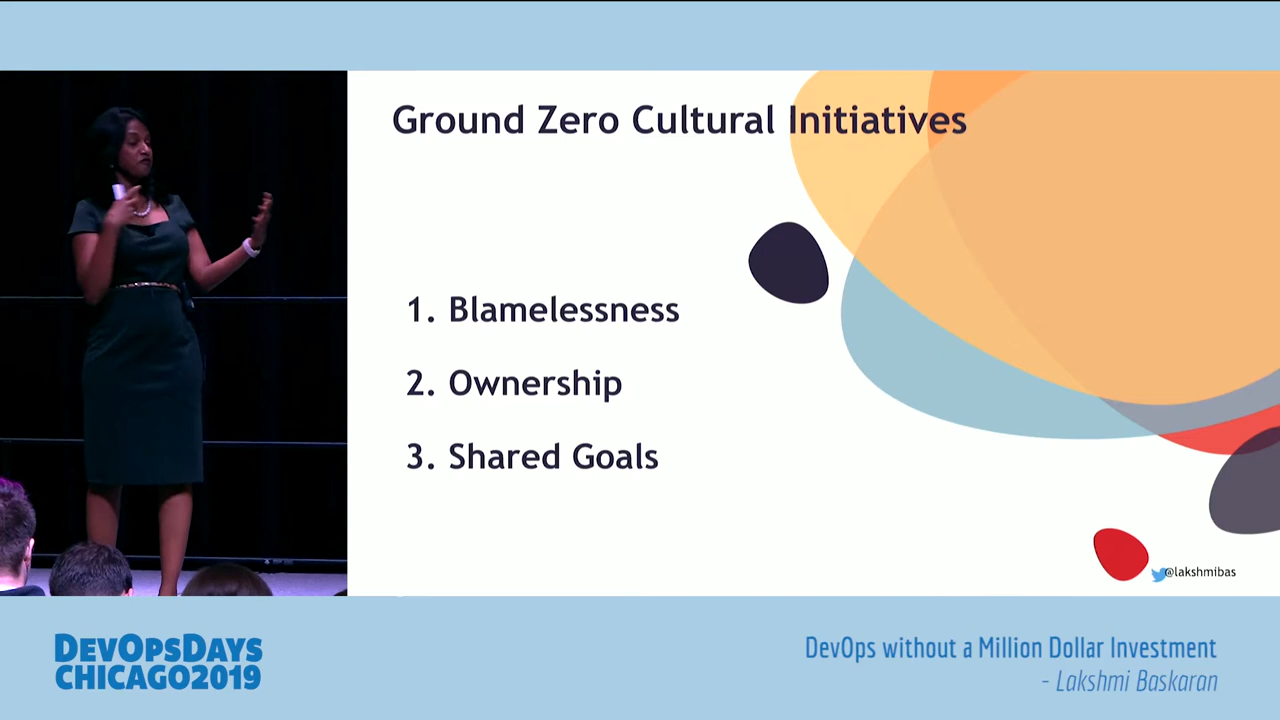 Ground Zero Cultural Initiatives
1. Blamelessness
2. Ownership
3. Shared Goals
@lakshmibas
DEVOPSDAYS
CHICAGO2019
DevOps without a Million Dollar Investment
- Lakshmi Baskaran